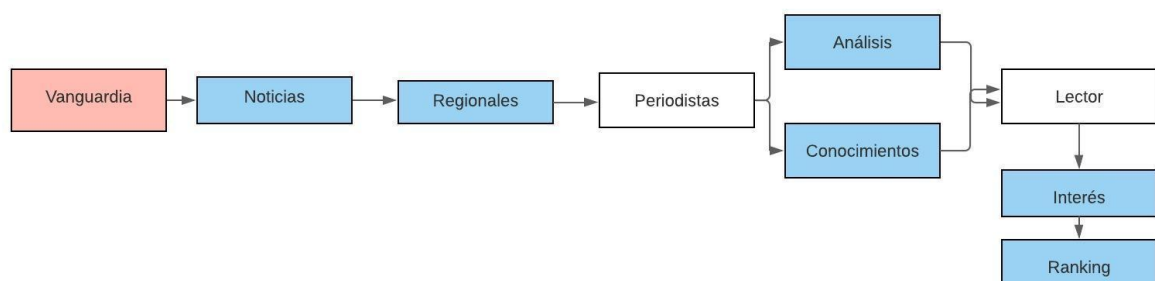 Vanguardia
Noticias
Regionales
Periodistas
Análisis
Conocimientos
Lector
Interés
Ranking